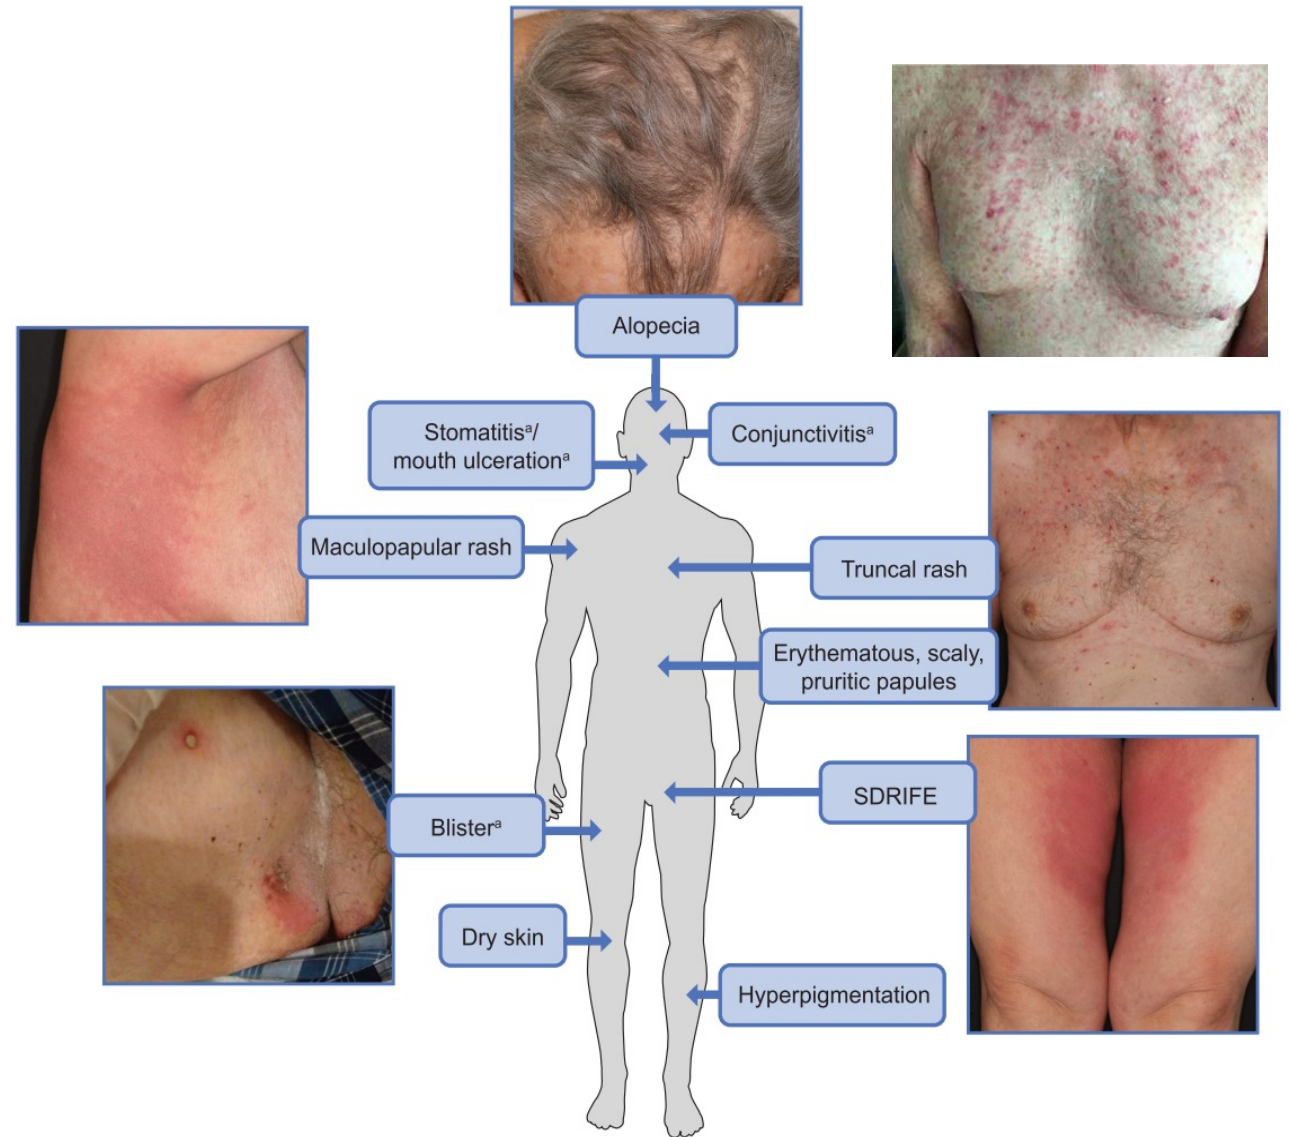 Alopecia
Stomatitisᵃ/
mouth ulcerationᵃ
Conjunctivitisᵃ
Maculopapular rash
Truncal rash
Erythematous, scaly,
pruritic papules
SDRIFE
Blisterᵃ
Dry skin
Hyperpigmentation